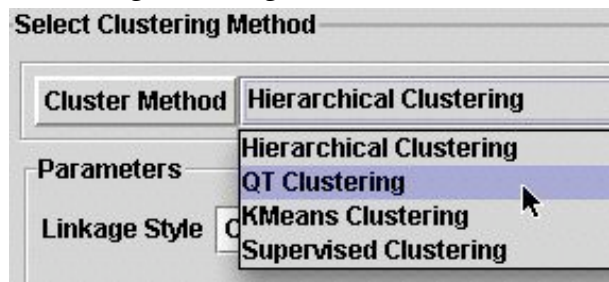 Select Clustering Method
Cluster Method Hierarchical Clustering
Hierarchical Clustering
Parameters
QT Clustering
Linkage Style
KMeans Clustering
Supervised Clustering